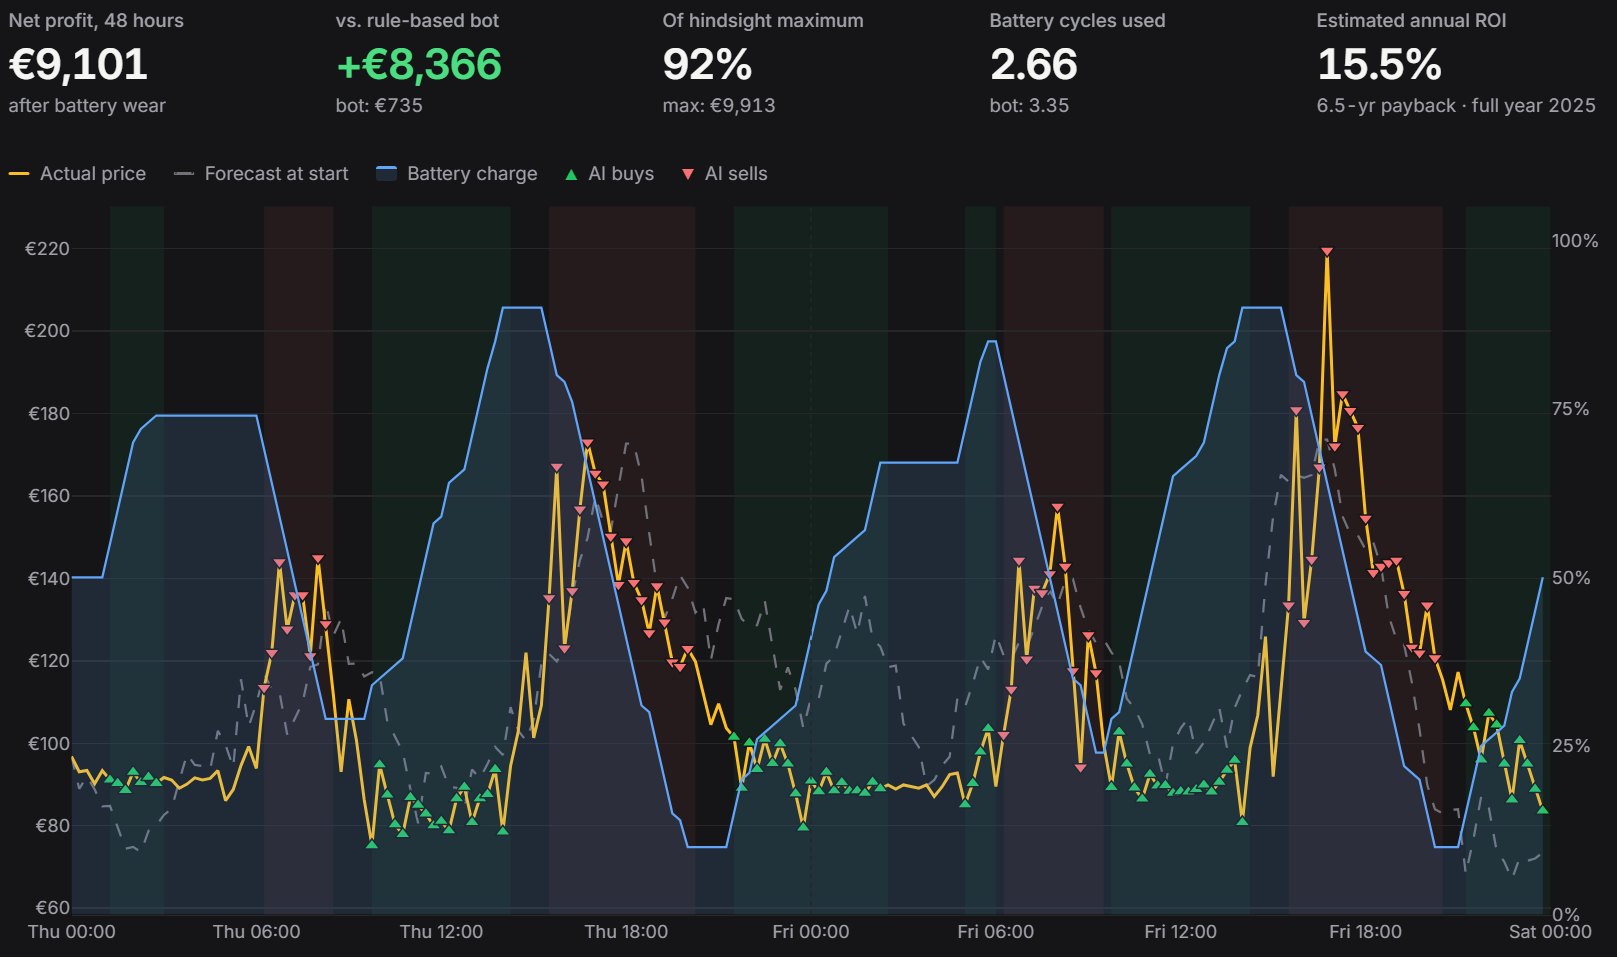 Net profit, 48 hours
€9,101
after battery wear
vs. rule-based bot
+€8,366
bot: €735
Of hindsight maximum
92%
max: €9,913
Battery cycles used
2.66
bot: 3.35
Estimated annual ROI
15.5%
6.5-yr payback · full year 2025
Actual price
Forecast at start
Battery charge
AI buys
AI sells
€220
€200
€180
€160
€140
€120
€100
€80
€60
100%
75%
50%
25%
0%
Thu 00:00
Thu 06:00
Thu 12:00
Thu 18:00
Fri 00:00
Fri 06:00
Fri 12:00
Fri 18:00
Sat 00:00